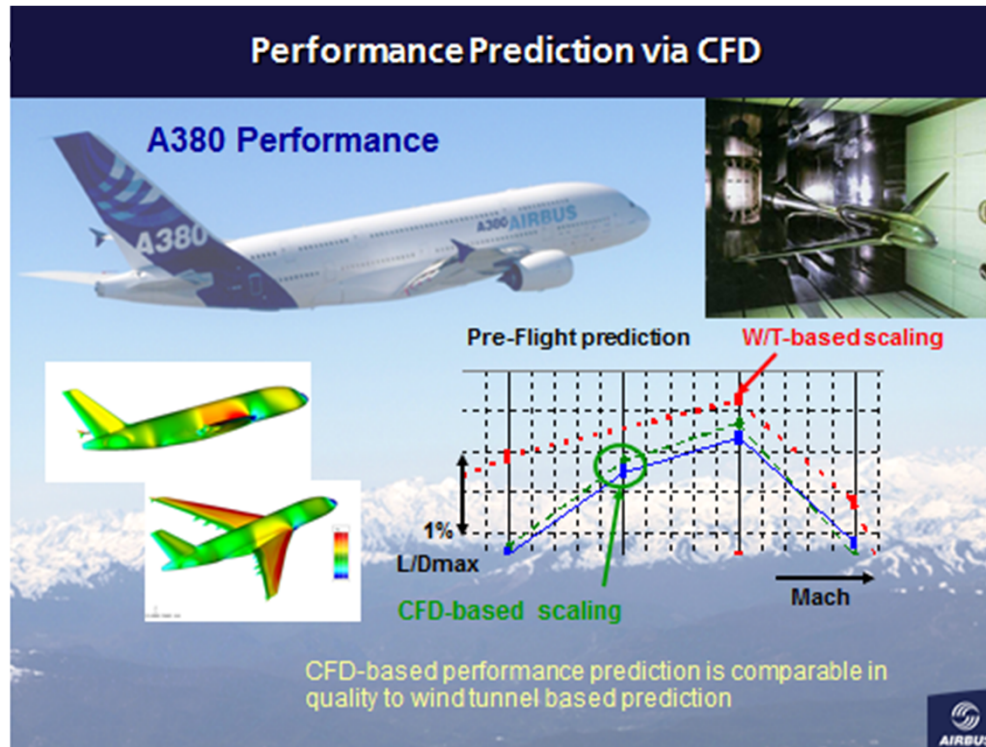 Performance Prediction via CFD
A380 Performance
A380
A380 AIRBUS
Pre-Flight prediction
W/T-based scaling
1%
L/Dmax
Mach
CFD-based scaling
CFD-based performance prediction is comparable in
quality to wind tunnel based prediction
AIRBUS